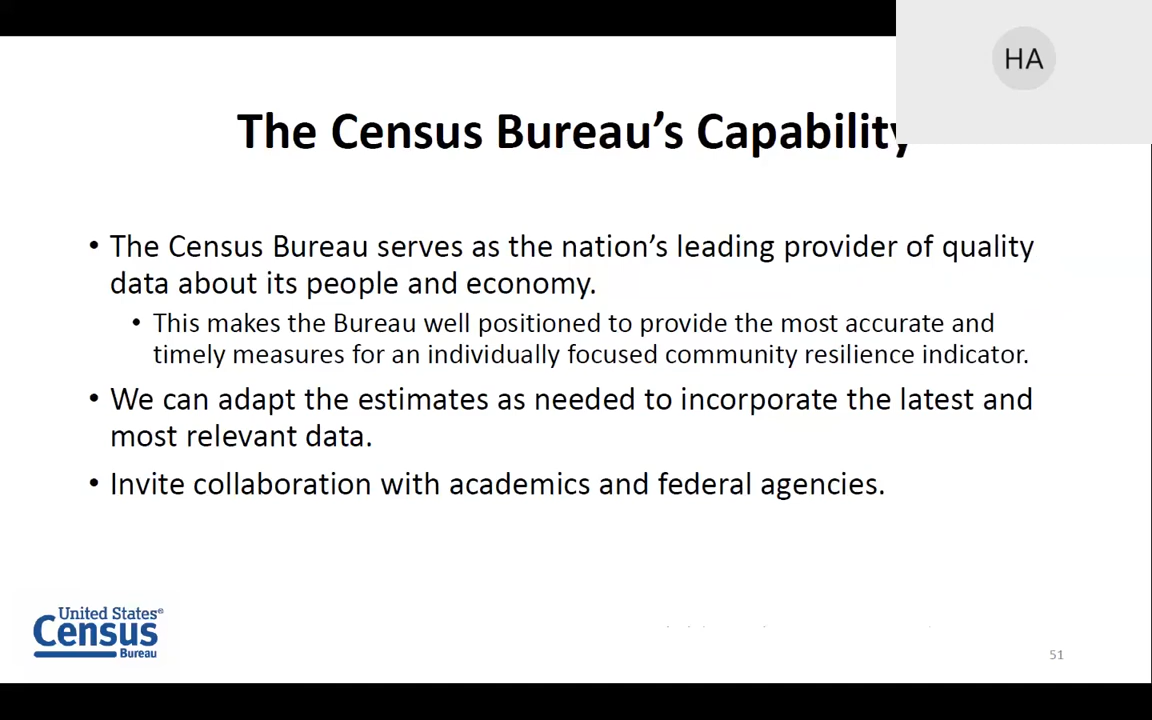 HA
The Census Bureau's Capability
• The Census Bureau serves as the nation's leading provider of quality
data about its people and economy.
• This makes the Bureau well positioned to provide the most accurate and
timely measures for an individually focused community resilience indicator.
• We can adapt the estimates as needed to incorporate the latest and
most relevant data.
• Invite collaboration with academics and federal agencies.
United States®
Census
Bureau
51